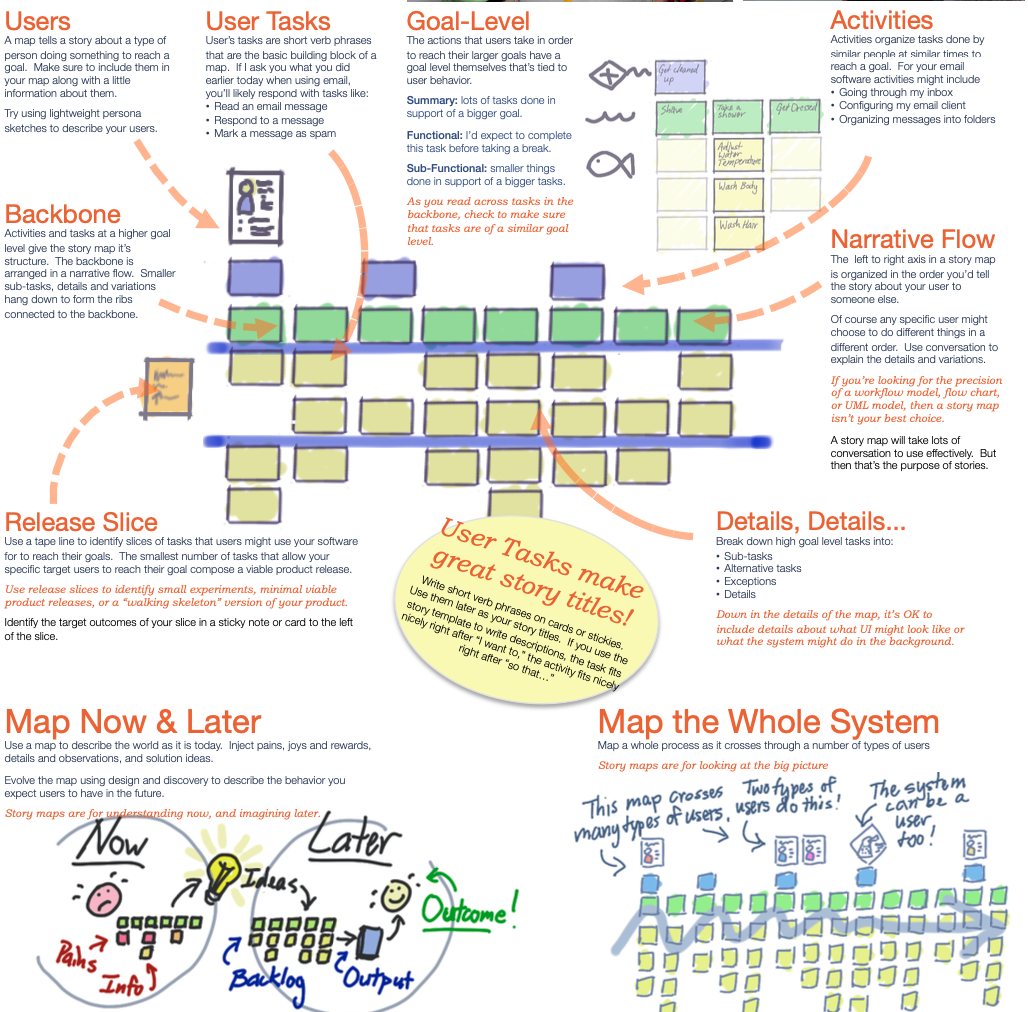 Users
A map tells a story about a type of
person doing something to reach a
goal. Make sure to include them in
your map along with a little
information about them.
Try using lightweight persona
sketches to describe your users.
User Tasks
User's tasks are short verb phrases
that are the basic building block of a
map. If I ask you what you did
earlier today when using email,
you'll likely respond with tasks like:
• Read an email message
• Respond to a message
• Mark a message as spam
Goal-Level
The actions that users take in order
to reach their larger goals have a
goal level themselves that's tied to
user behavior.
Summary: lots of tasks done in
support of a bigger goal.
Functional: I'd expect to complete
this task before taking a break.
Sub-Functional: smaller things
done in support of a bigger tasks.
As you read across tasks in the
backbone, check to make sure
that tasks are of a similar goal
level.
Get cleaned
up
Shave
Take a
shower
Get Dressed
Adjust
Water
Temperature
Wash Body
Wash Hair
Activities
Activities organize tasks done by
similar people at similar times to
reach a goal. For your email
software activities might include
• Going through my inbox
• Configuring my email client
• Organizing messages into folders
Backbone
Activities and tasks at a higher goal
level give the story map it's
structure. The backbone is
arranged in a narrative flow. Smaller
sub-tasks, details and variations
hang down to form the ribs
connected to the backbone.
Narrative Flow
The left to right axis in a story map
is organized in the order you'd tell
the story about your user to
someone else.
Of course any specific user might
choose to do different things in a
different order. Use conversation to
explain the details and variations.
If you're looking for the precision
of a workflow model, flow chart,
or UML model, then a story map
isn't your best choice.
A story map will take lots of
conversation to use effectively. But
then that's the purpose of stories.
Release Slice
Use a tape line to identify slices of tasks that users might use your software
for to reach their goals. The smallest number of tasks that allow your
specific target users to reach their goal compose a viable product release.
Use release slices to identify small experiments, minimal viable
product releases, or a "walking skeleton" version of your product.
Identify the target outcomes of your slice in a sticky note or card to the left
of the slice.
User Tasks make
great story titles!
Write short verb phrases on cards or stickies.
Use them later as your story titles. If you use the
story template to write descriptions, the task fits
nicely right after "I want to," the activity fits nicely
right after "so that…"
Details, Details...
Break down high goal level tasks into:
• Sub-tasks
• Alternative tasks
• Exceptions
• Details
Down in the details of the map, it's OK to
include details about what UI might look like or
what the system might do in the background.
Map Now & Later
Use a map to describe the world as it is today. Inject pains, joys and rewards,
details and observations, and solution ideas.
Evolve the map using design and discovery to describe the behavior you
expect users to have in the future.
Story maps are for understanding now, and imagining later.
Now
Later
Ideas
Outcome!
Pains
Info
Backlog
Output
Map the Whole System
Map a whole process as it crosses through a number of types of users
Story maps are for looking at the big picture
This map crosses
many types of users.
Two types of
users do this!
The system
can be a
user
too!